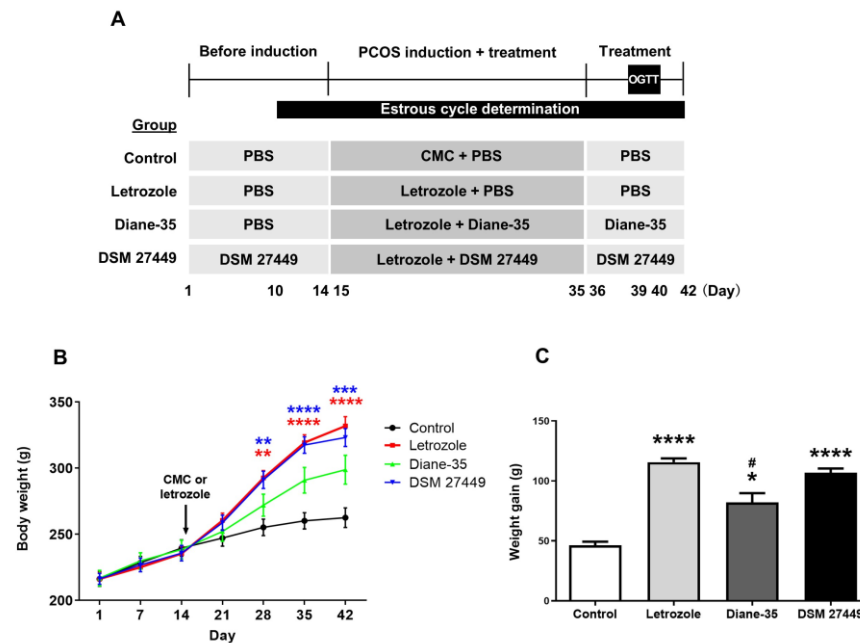 A
Before induction PCOS induction + treatment Treatment
OGTT
Estrous cycle determination
Group
Control PBS CMC + PBS PBS
Letrozole PBS Letrozole + PBS PBS
Diane-35 PBS Letrozole + Diane-35 Diane-35
DSM 27449 DSM 27449 Letrozole + DSM 27449 DSM 27449
1 10 14 15 35 36 39 40 42 (Day)
B
Body weight (g)
350
300
250
200
CMC or
letrozole
**
**
****
****
***
****
Control
Letrozole
Diane-35
DSM 27449
1 7 14 21 28 35 42
Day
C
Weight gain (g)
150
100
50
0
****
#
*
****
Control Letrozole Diane-35 DSM 27449